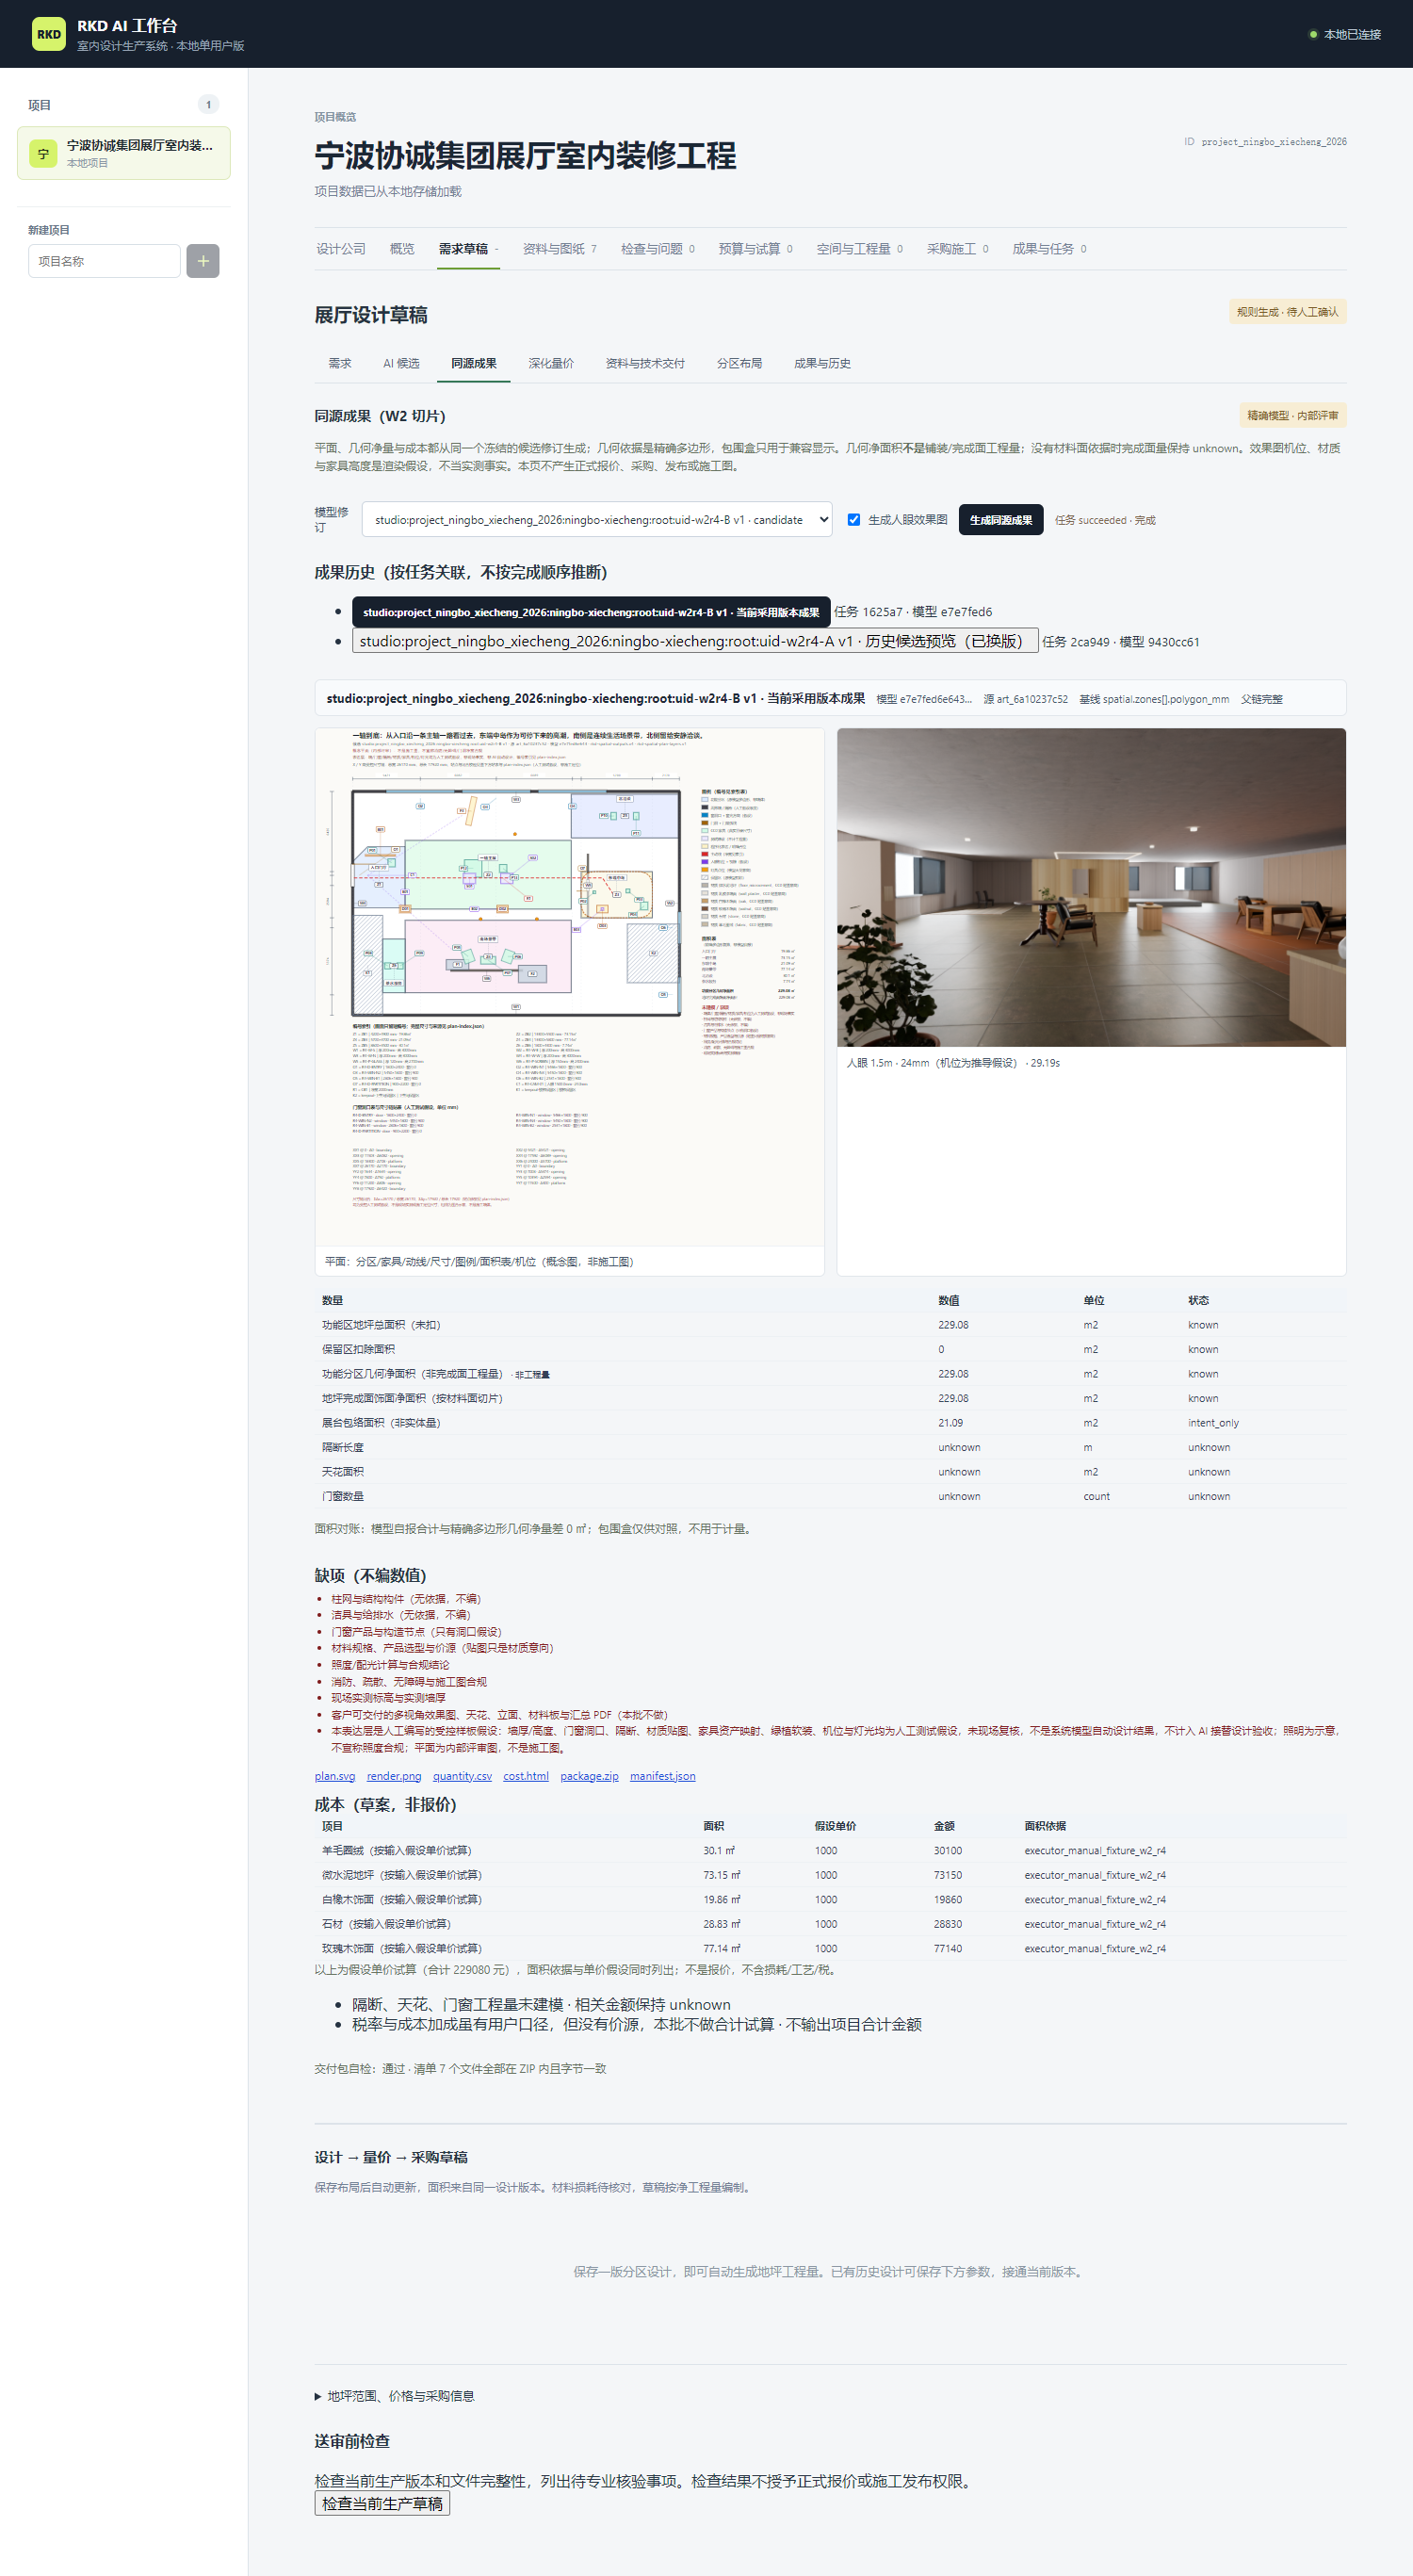 RKD
RKD AI 工作台
室内设计生产系统 · 本地单用户版
本地已连接
项目
1
宁
宁波协诚集团展厅室内装...
本地项目
新建项目
项目名称
+
项目概览
宁波协诚集团展厅室内装修工程
ID project_ningbo_xiecheng_2026
项目数据已从本地存储加载
设计公司 概览 需求草稿 - 资料与图纸 7 检查与问题 0 预算与试算 0 空间与工程量 0 采购施工 0 成果与任务 0
展厅设计草稿
规则生成 · 待人工确认
需求 AI 候选 同源成果 深化量价 资料与技术交付 分区布局 成果与历史
同源成果（W2 切片）
精确模型 · 内部评审
平面、几何净量与成本都从同一个冻结的候选修订生成；几何依据是精确多边形，包围盒只用于兼容显示。几何净面积不是铺装/完成面工程量；没有材料面依据时完成面量保持 unknown。效果图机位、材质
与家具高度是渲染假设，不当实测事实。本页不产生正式报价、采购、发布或施工图。
模型修
订
studio:project_ningbo_xiecheng_2026:ningbo-xiecheng:root:uid-w2r4-B v1 · candidate
生成人眼效果图
生成同源成果
任务 succeeded · 完成
成果历史（按任务关联，不按完成顺序推断）
studio:project_ningbo_xiecheng_2026:ningbo-xiecheng:root:uid-w2r4-B v1 · 当前采用版本成果 任务 1625a7 · 模型 e7e7fed6
studio:project_ningbo_xiecheng_2026:ningbo-xiecheng:root:uid-w2r4-A v1 · 历史候选预览（已换版） 任务 2ca949 · 模型 9430cc61
studio:project_ningbo_xiecheng_2026:ningbo-xiecheng:root:uid-w2r4-B v1 · 当前采用版本成果 模型 e7e7fed6e643... 源 art_6a10237c52 基线 spatial.zones[].polygon_mm 父链完整
一轴到底：从入口沿一条主轴一路看过去，东端中岛作为可停下来的高潮，南侧是连续生活场景带，北侧留给安静洽谈。
平面：分区/家具/动线/尺寸/图例/面积表/机位（概念图，非施工图）
人眼 1.5m · 24mm（机位为推导假设） · 29.19s
数量 数值 单位 状态
功能区地坪总面积（未扣） 229.08 m2 known
保留区扣除面积 0 m2 known
功能分区几何净面积（非完成面工程量） · 非工程量 229.08 m2 known
地坪完成面饰面净面积（按材料面切片） 229.08 m2 known
展台包络面积（非实体量） 21.09 m2 intent_only
隔断长度 unknown m unknown
天花面积 unknown m2 unknown
门窗数量 unknown count unknown
面积对账：模型自报合计与精确多边形几何净量差 0 ㎡；包围盒仅供对照，不用于计量。
缺项（不编数值）
柱网与结构构件（无依据，不编）
洁具与给排水（无依据，不编）
门窗产品与构造节点（只有洞口假设）
材料规格、产品选型与价源（贴图只是材质意向）
照度/配光计算与合规结论
消防、疏散、无障碍与施工图合规
现场实测标高与实测墙厚
客户可交付的多视角效果图、天花、立面、材料板与汇总 PDF（本批不做）
本表达层是人工编写的受控样板假设：墙厚/高度、门窗洞口、隔断、材质贴图、家具资产映射、绿植软装、机位与灯光均为人工测试假设，未现场复核，不是系统模型自动设计结果，不计入 AI 接替设计验收；照明为示意，
不宣称照度合规；平面为内部评审图，不是施工图。
plan.svg render.png quantity.csv cost.html package.zip manifest.json
成本（草案，非报价）
项目 面积 假设单价 金额 面积依据
羊毛圈绒（按输入假设单价试算） 30.1 ㎡ 1000 30100 executor_manual_fixture_w2_r4
微水泥地坪（按输入假设单价试算） 73.15 ㎡ 1000 73150 executor_manual_fixture_w2_r4
白橡木饰面（按输入假设单价试算） 19.86 ㎡ 1000 19860 executor_manual_fixture_w2_r4
石材（按输入假设单价试算） 28.83 ㎡ 1000 28830 executor_manual_fixture_w2_r4
玫瑰木饰面（按输入假设单价试算） 77.14 ㎡ 1000 77140 executor_manual_fixture_w2_r4
以上为假设单价试算（合计 229080 元），面积依据与单价假设同时列出；不是报价，不含损耗/工艺/税。
隔断、天花、门窗工程量未建模 · 相关金额保持 unknown
税率与成本加成虽有用户口径，但没有价源，本批不做合计试算 · 不输出项目合计金额
交付包自检：通过 · 清单 7 个文件全部在 ZIP 内且字节一致
设计 → 量价 → 采购草稿
保存布局后自动更新，面积来自同一设计版本。材料损耗待核对，草稿按净工程量编制。
保存一版分区设计，即可自动生成地坪工程量。已有历史设计可保存下方参数，接通当前版本。
地坪范围、价格与采购信息
送审前检查
检查当前生产版本和文件完整性，列出待专业核验事项。检查结果不授予正式报价或施工发布权限。
检查当前生产草稿